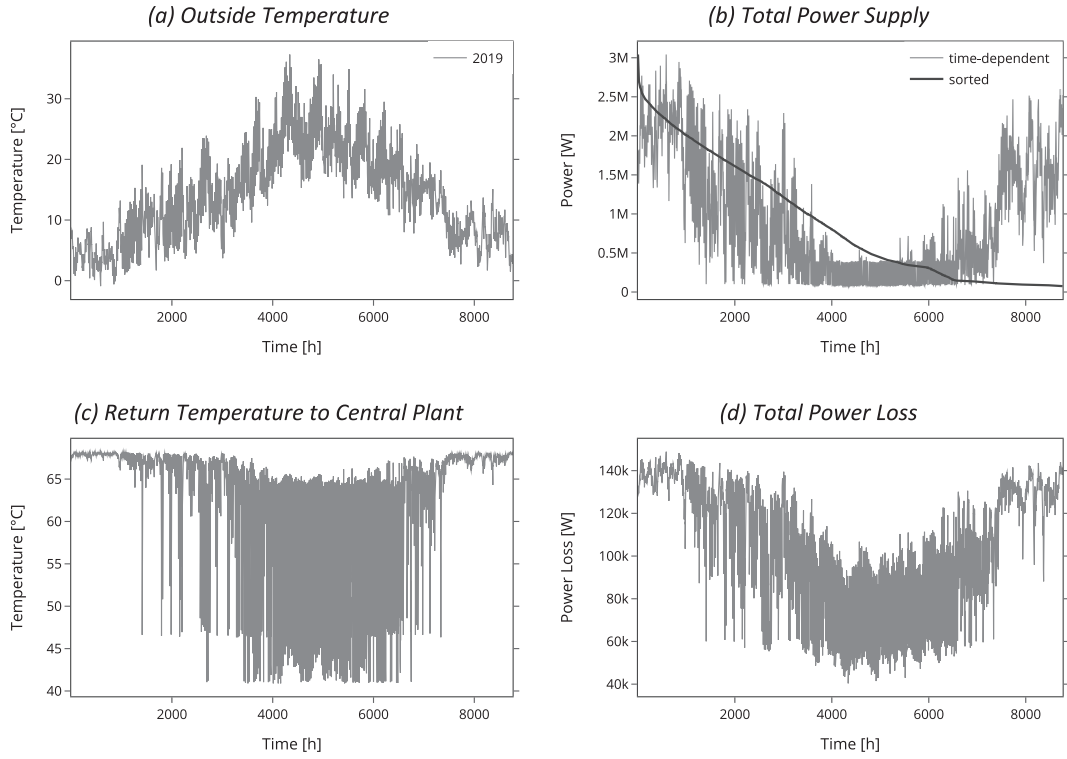 (a) Outside Temperature
2019
Temperature [°C]
30
20
10
0
2000
4000
6000
8000
Time [h]
(b) Total Power Supply
time-dependent
sorted
Power [W]
3M
2.5M
2M
1.5M
1M
0.5M
0
2000
4000
6000
8000
Time [h]
(c) Return Temperature to Central Plant
Temperature [°C]
65
60
55
50
45
40
2000
4000
6000
8000
Time [h]
(d) Total Power Loss
Power Loss [W]
140k
120k
100k
80k
60k
40k
2000
4000
6000
8000
Time [h]